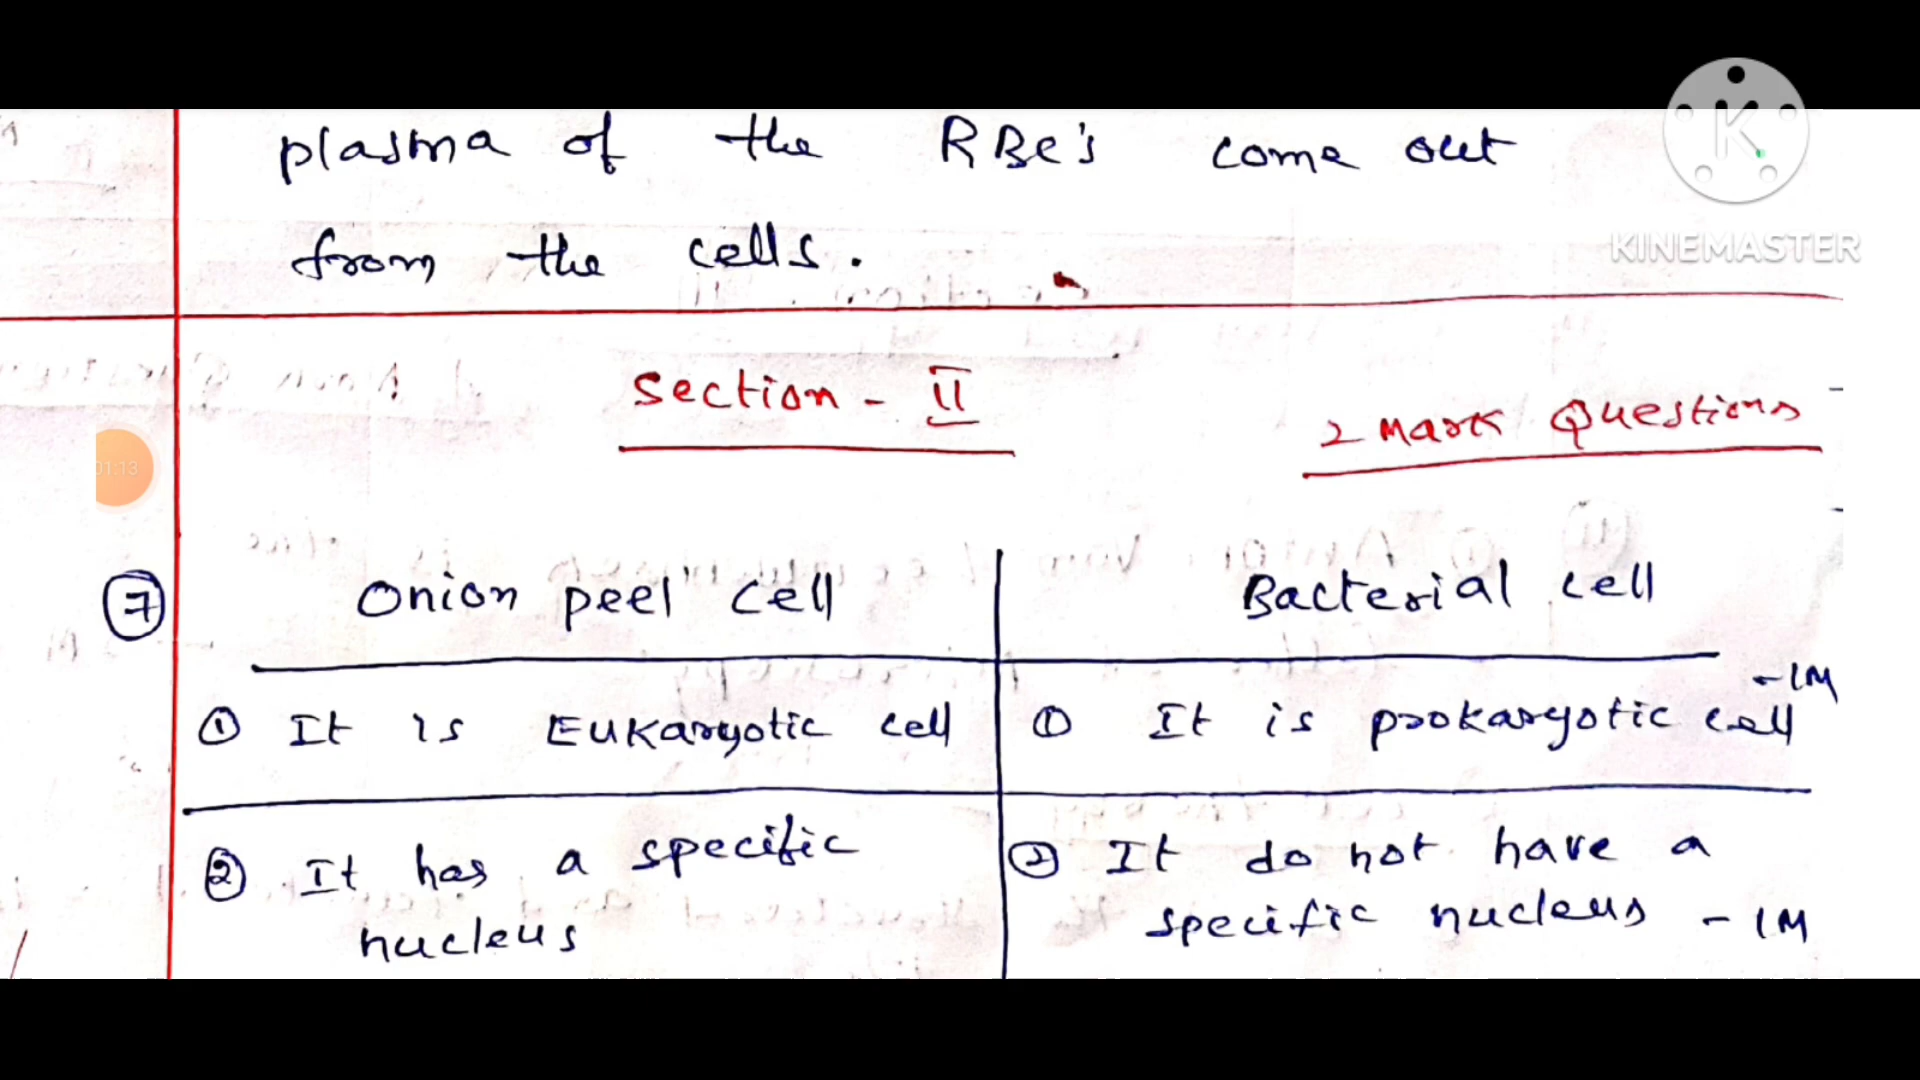 plasma of the RBC's come out
from the cells.
KINEMASTER
Section - II
2 Mark Questions
01:13
7
Onion peel cell
Bacterial cell
① It is Eukaryotic cell
① It is prokaryotic cell - 1M
② It has a specific
nucleus
② It do not have a
specific nucleus - 1M